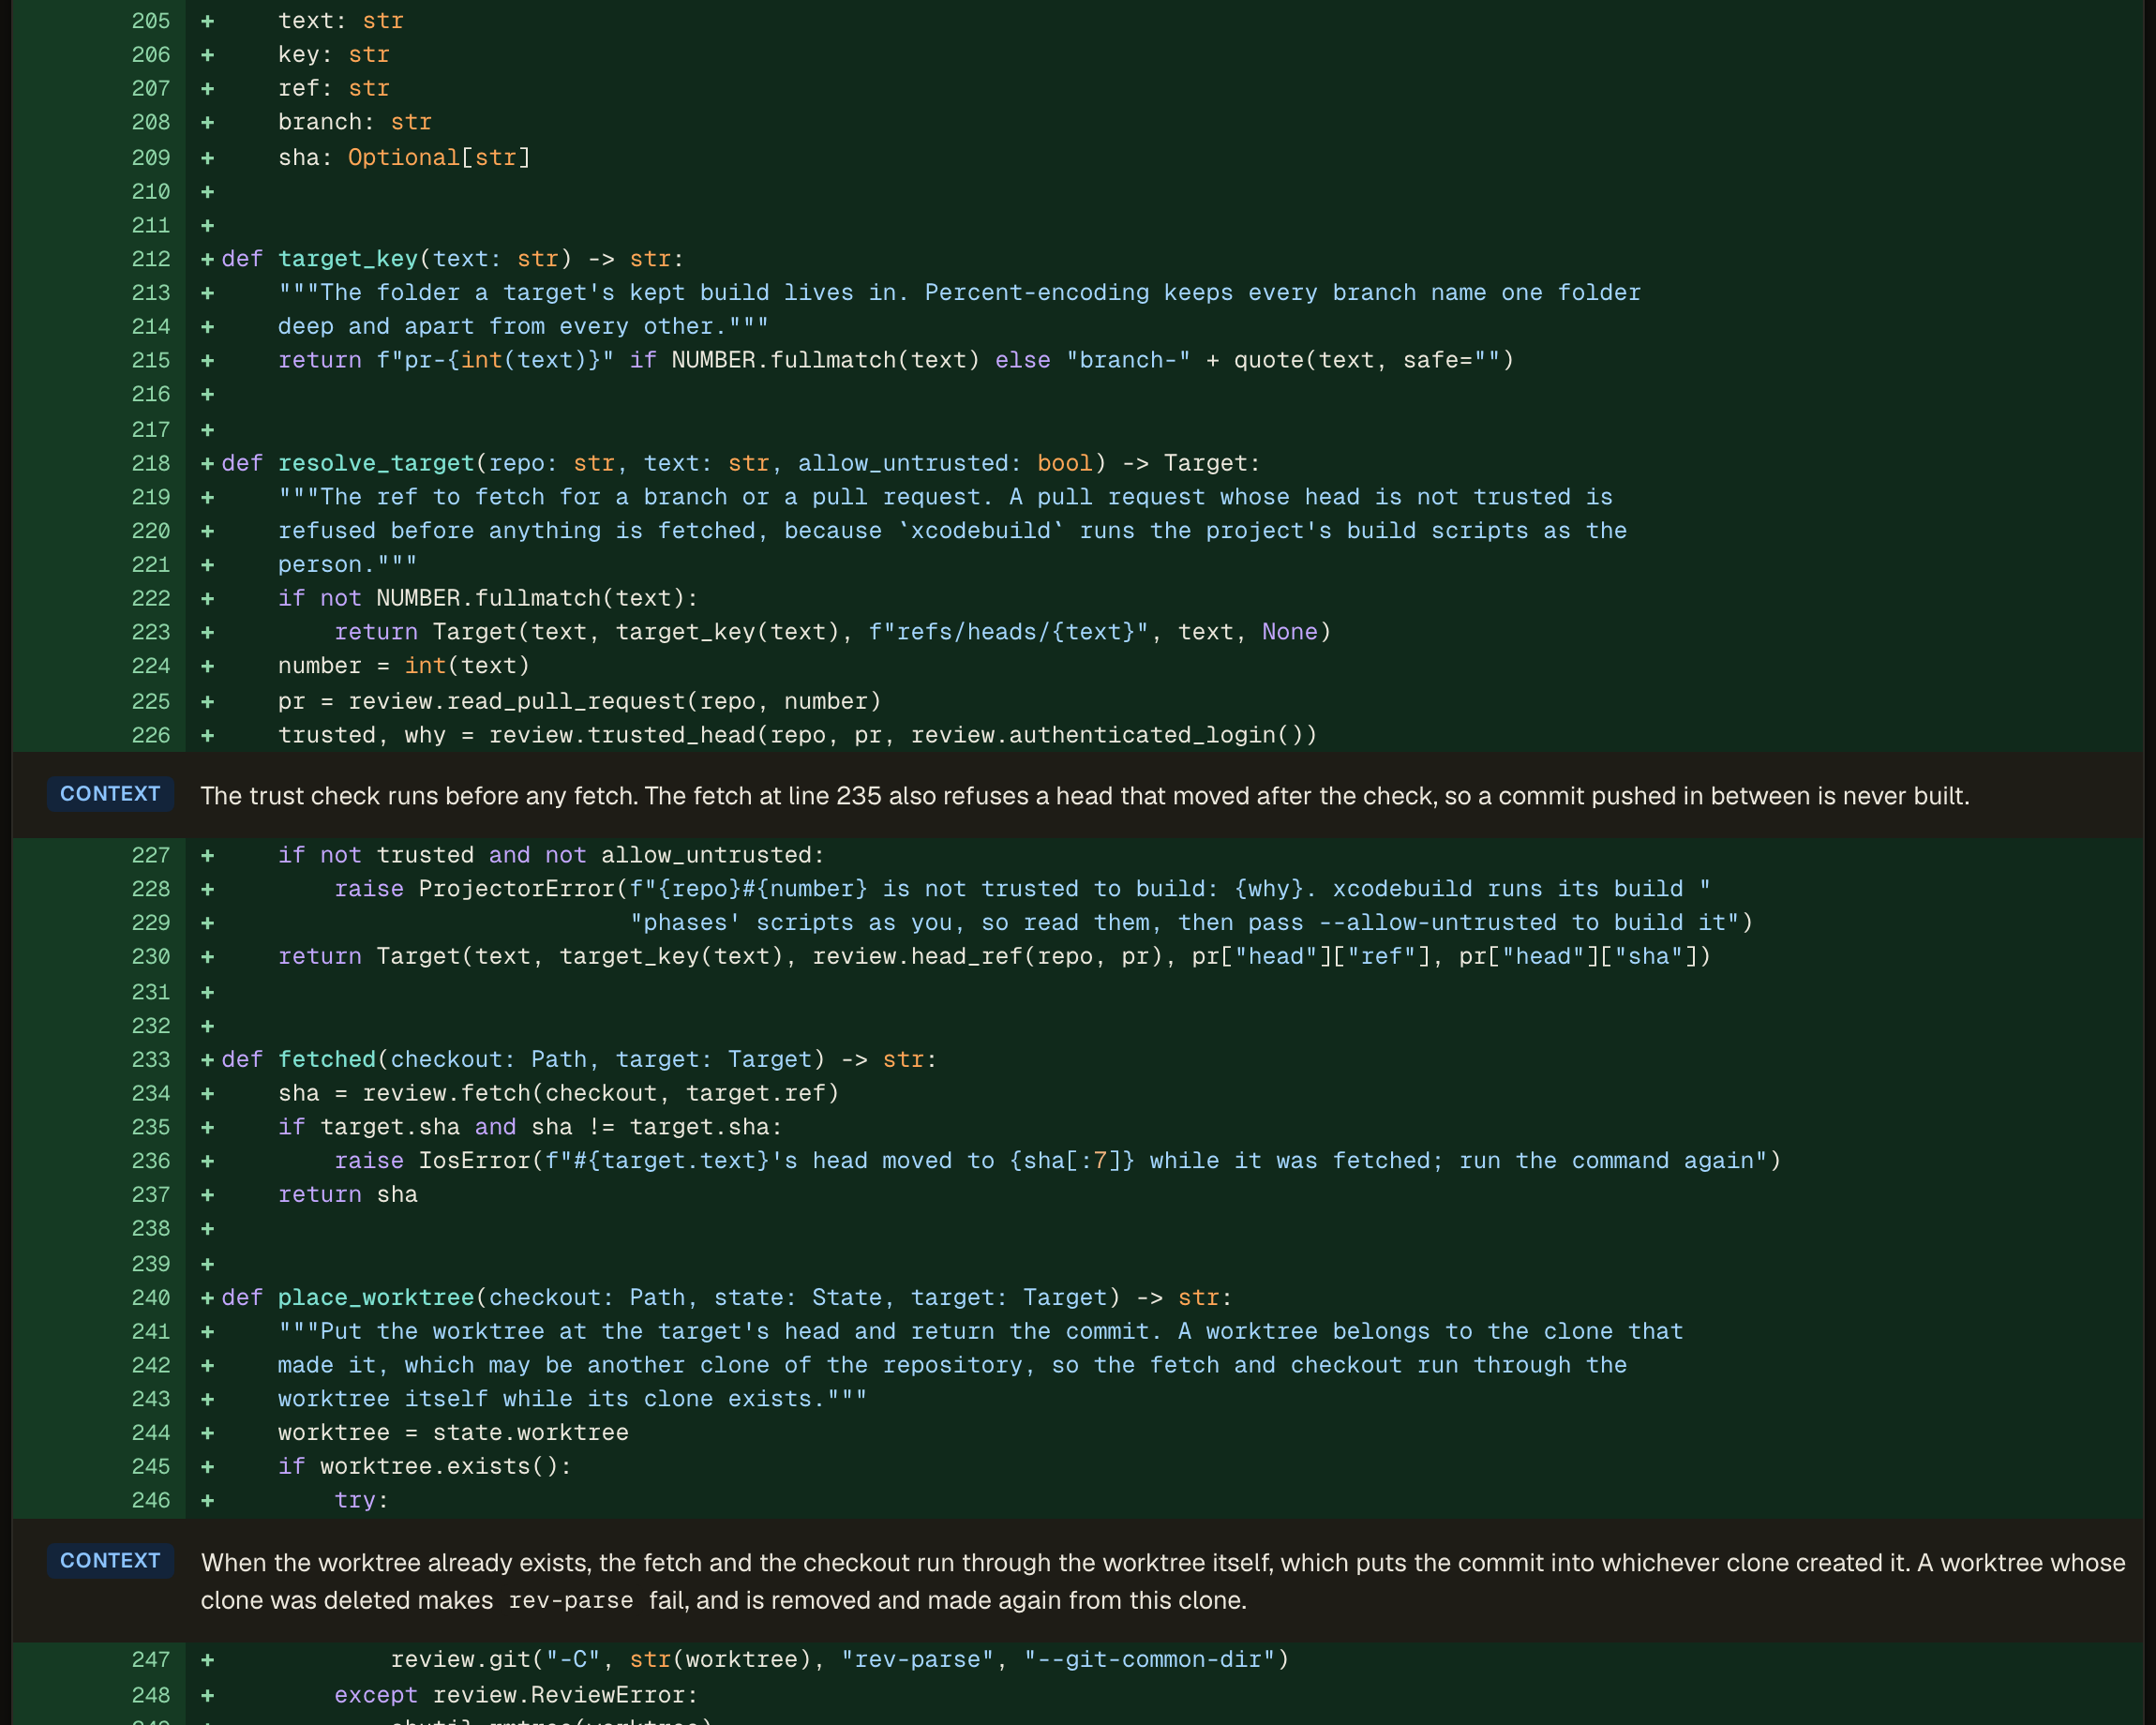 205 +     text: str
206 +     key: str
207 +     ref: str
208 +     branch: str
209 +     sha: Optional[str]
210 +
211 +
212 + def target_key(text: str) -> str:
213 +     """The folder a target's kept build lives in. Percent-encoding keeps every branch name one folder
214 +     deep and apart from every other."""
215 +     return f"pr-{int(text)}" if NUMBER.fullmatch(text) else "branch-" + quote(text, safe="")
216 +
217 +
218 + def resolve_target(repo: str, text: str, allow_untrusted: bool) -> Target:
219 +     """The ref to fetch for a branch or a pull request. A pull request whose head is not trusted is
220 +     refused before anything is fetched, because `xcodebuild` runs the project's build scripts as the
221 +     person."""
222 +     if not NUMBER.fullmatch(text):
223 +         return Target(text, target_key(text), f"refs/heads/{text}", text, None)
224 +     number = int(text)
225 +     pr = review.read_pull_request(repo, number)
226 +     trusted, why = review.trusted_head(repo, pr, review.authenticated_login())
CONTEXT The trust check runs before any fetch. The fetch at line 235 also refuses a head that moved after the check, so a commit pushed in between is never built.
227 +     if not trusted and not allow_untrusted:
228 +         raise ProjectorError(f"{repo}#{number} is not trusted to build: {why}. xcodebuild runs its build "
229 +                              "phases' scripts as you, so read them, then pass --allow-untrusted to build it")
230 +     return Target(text, target_key(text), review.head_ref(repo, pr), pr["head"]["ref"], pr["head"]["sha"])
231 +
232 +
233 + def fetched(checkout: Path, target: Target) -> str:
234 +     sha = review.fetch(checkout, target.ref)
235 +     if target.sha and sha != target.sha:
236 +         raise IosError(f"#{target.text}'s head moved to {sha[:7]} while it was fetched; run the command again")
237 +     return sha
238 +
239 +
240 + def place_worktree(checkout: Path, state: State, target: Target) -> str:
241 +     """Put the worktree at the target's head and return the commit. A worktree belongs to the clone that
242 +     made it, which may be another clone of the repository, so the fetch and checkout run through the
243 +     worktree itself while its clone exists."""
244 +     worktree = state.worktree
245 +     if worktree.exists():
246 +         try:
CONTEXT When the worktree already exists, the fetch and the checkout run through the worktree itself, which puts the commit into whichever clone created it. A worktree whose
clone was deleted makes rev-parse fail, and is removed and made again from this clone.
247 +             review.git("-C", str(worktree), "rev-parse", "--git-common-dir")
248 +         except review.ReviewError: